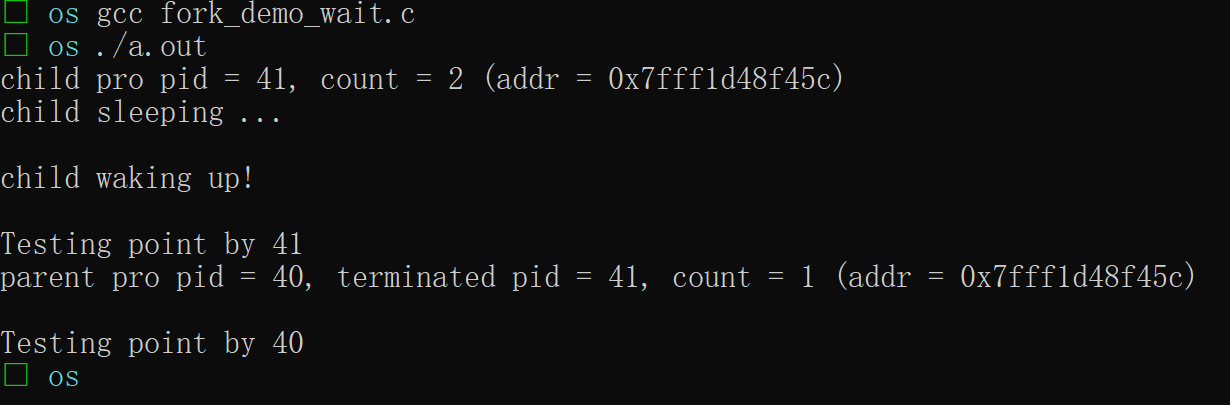 os gcc fork_demo_wait.c
os ./a.out
child pro pid = 41, count = 2 (addr = 0x7fff1d48f45c)
child sleeping ...
child waking up!
Testing point by 41
parent pro pid = 40, terminated pid = 41, count = 1 (addr = 0x7fff1d48f45c)
Testing point by 40
os